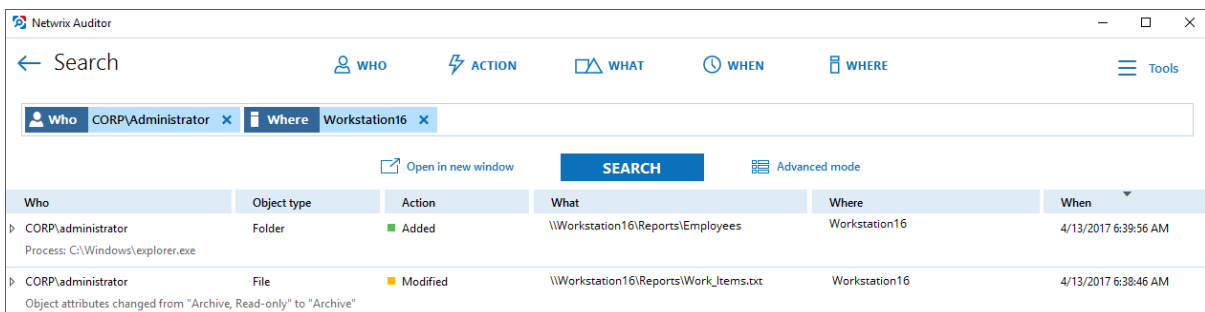 Netwrix Auditor
← Search WHO ACTION WHAT WHEN WHERE Tools
Who CORP\Administrator × Where Workstation16 ×
Open in new window SEARCH Advanced mode
Who Object type Action What Where When
CORP\administrator Folder Added \\Workstation16\Reports\Employees Workstation16 4/13/2017 6:39:56 AM
Process: C:\Windows\explorer.exe
CORP\administrator File Modified \\Workstation16\Reports\Work_Items.txt Workstation16 4/13/2017 6:38:46 AM
Object attributes changed from "Archive, Read-only" to "Archive"